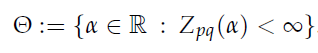 Θ := {α ∈ ℝ : Z_{pq}(α) < ∞}